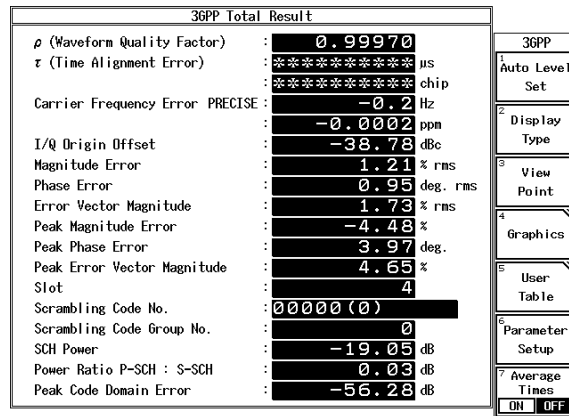 3GPP Total Result
ρ (Waveform Quality Factor) : 0.99970
τ (Time Alignment Error) : ********** µs
: ********** chip
Carrier Frequency Error PRECISE : -0.2 Hz
: -0.0002 ppm
I/Q Origin Offset : -38.78 dBc
Magnitude Error : 1.21 % rms
Phase Error : 0.95 deg. rms
Error Vector Magnitude : 1.73 % rms
Peak Magnitude Error : -4.48 %
Peak Phase Error : 3.97 deg.
Peak Error Vector Magnitude : 4.65 %
Slot : 4
Scrambling Code No. : 00000(0)
Scrambling Code Group No. : 0
SCH Power : -19.05 dB
Power Ratio P-SCH : S-SCH : 0.03 dB
Peak Code Domain Error : -56.28 dB
3GPP
1
Auto Level
Set
2
Display
Type
3
View
Point
4
Graphics
5
User
Table
6
Parameter
Setup
7
Average
Times
ON OFF